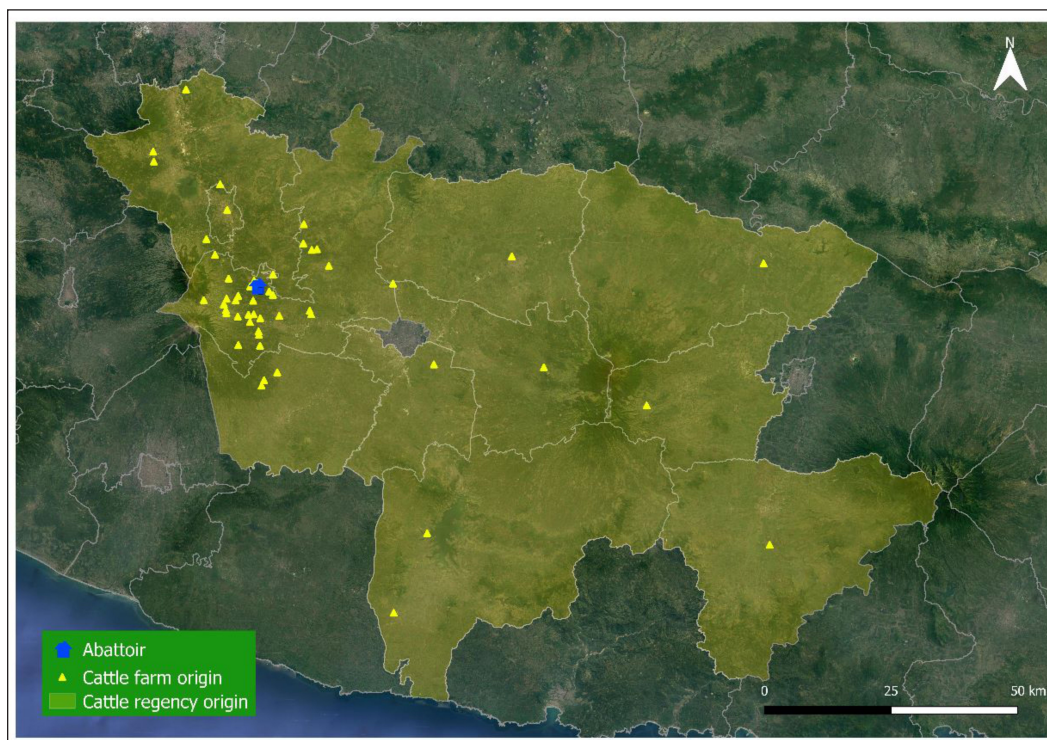 N
Abattoir
Cattle farm origin
Cattle regency origin
0 25 50 km